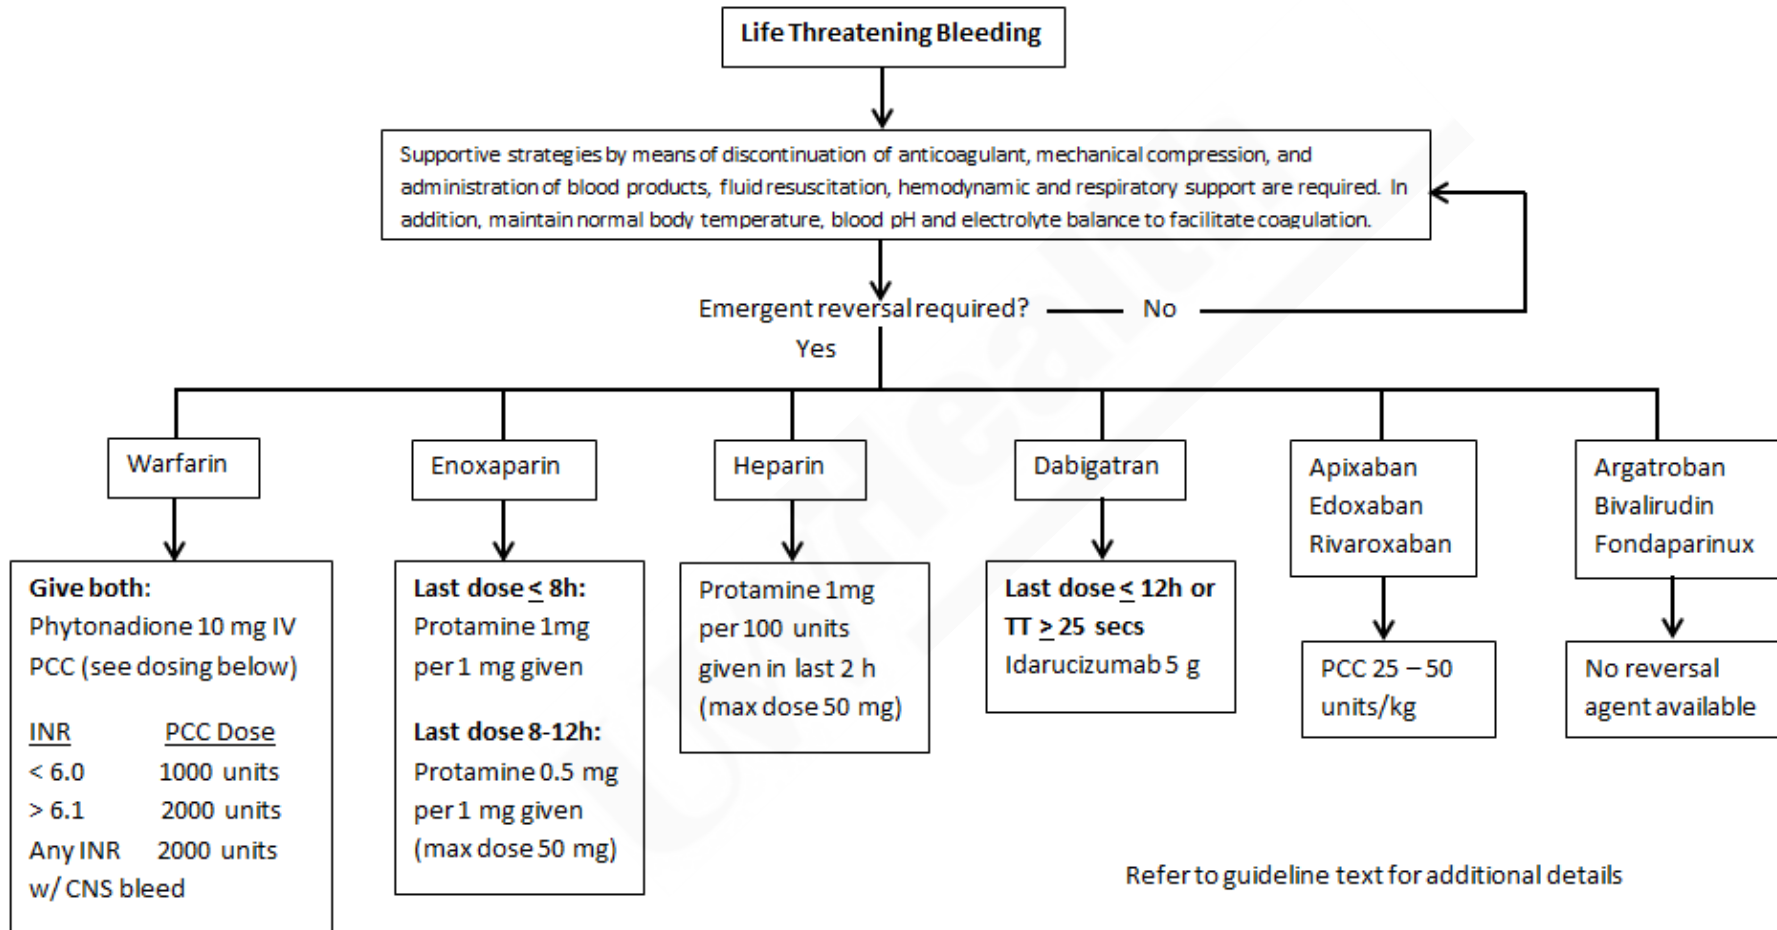 Life Threatening Bleeding
Supportive strategies by means of discontinuation of anticoagulant, mechanical compression, and
administration of blood products, fluid resuscitation, hemodynamic and respiratory support are required. In
addition, maintain normal body temperature, blood pH and electrolyte balance to facilitate coagulation.
Emergent reversal required? No
Yes
Warfarin
Give both:
Phytonadione 10 mg IV
PCC (see dosing below)
INR PCC Dose
< 6.0 1000 units
> 6.1 2000 units
Any INR 2000 units
w/ CNS bleed
Enoxaparin
Last dose ≤ 8h:
Protamine 1mg
per 1 mg given
Last dose 8-12h:
Protamine 0.5 mg
per 1 mg given
(max dose 50 mg)
Heparin
Protamine 1mg
per 100 units
given in last 2 h
(max dose 50 mg)
Dabigatran
Last dose ≤ 12h or
TT ≥ 25 secs
Idarucizumab 5 g
Apixaban
Edoxaban
Rivaroxaban
PCC 25 – 50
units/kg
Argatroban
Bivalirudin
Fondaparinux
No reversal
agent available
Refer to guideline text for additional details
UWHealth